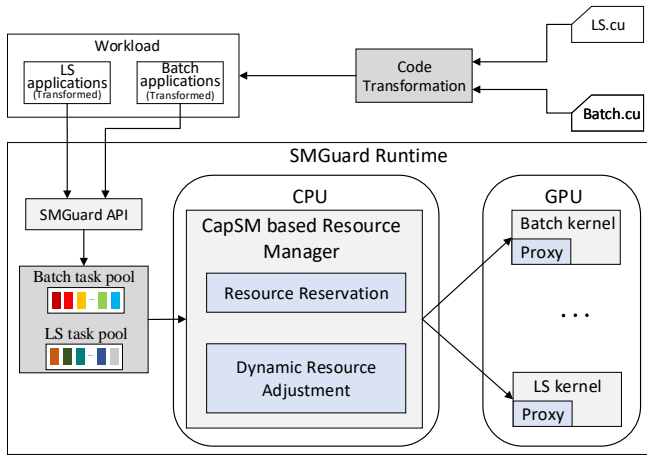 LS.cu
Workload
LS
applications
(Transformed)
Batch
applications
(Transformed)
Code
Transformation
Batch.cu
SMGuard Runtime
SMGuard API
CPU
GPU
CapSM based Resource
Manager
Batch kernel
Proxy
Batch task pool
...
Resource Reservation
LS task pool
...
Dynamic Resource
Adjustment
. . .
LS kernel
Proxy